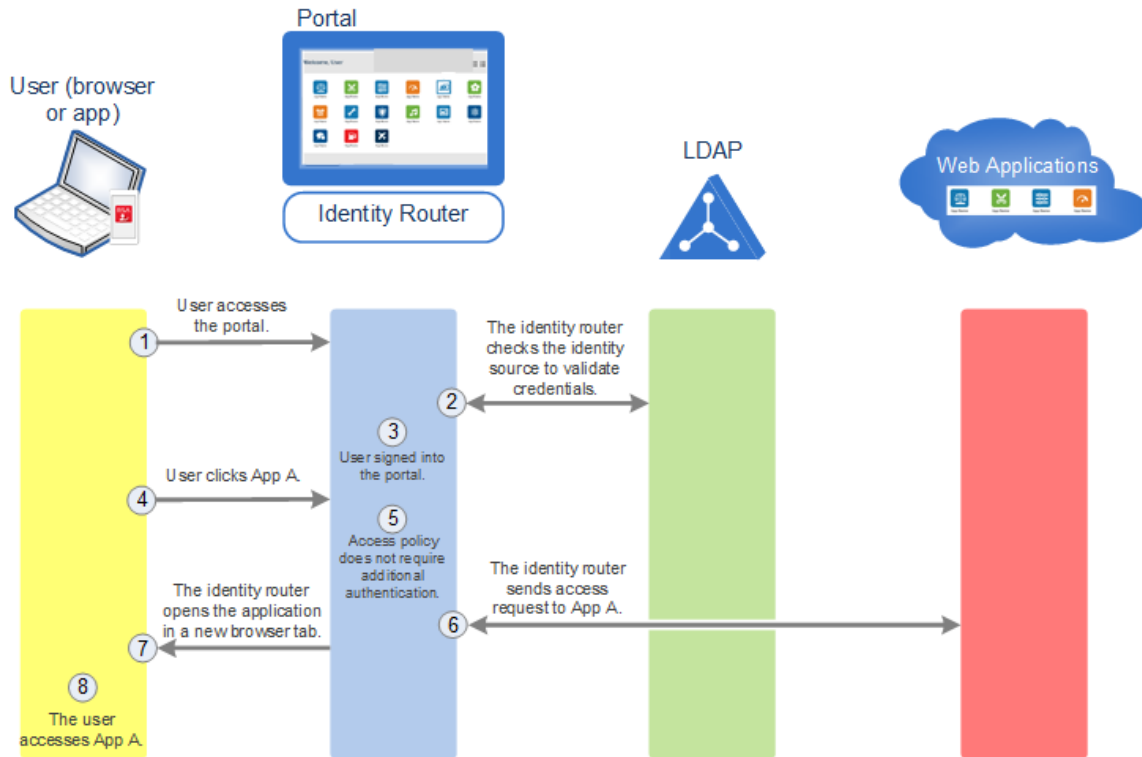 Portal
User (browser
or app)
Welcome, User
LDAP
Web Applications
Identity Router
RSA
User accesses
the portal.
1
The identity router
checks the identity
source to validate
credentials.
2
3
User signed into
the portal.
User clicks App A.
4
5
Access policy
does not require
additional
authentication.
The identity router
sends access
request to App A.
6
The identity router
opens the application
in a new browser tab.
7
8
The user
accesses App A.